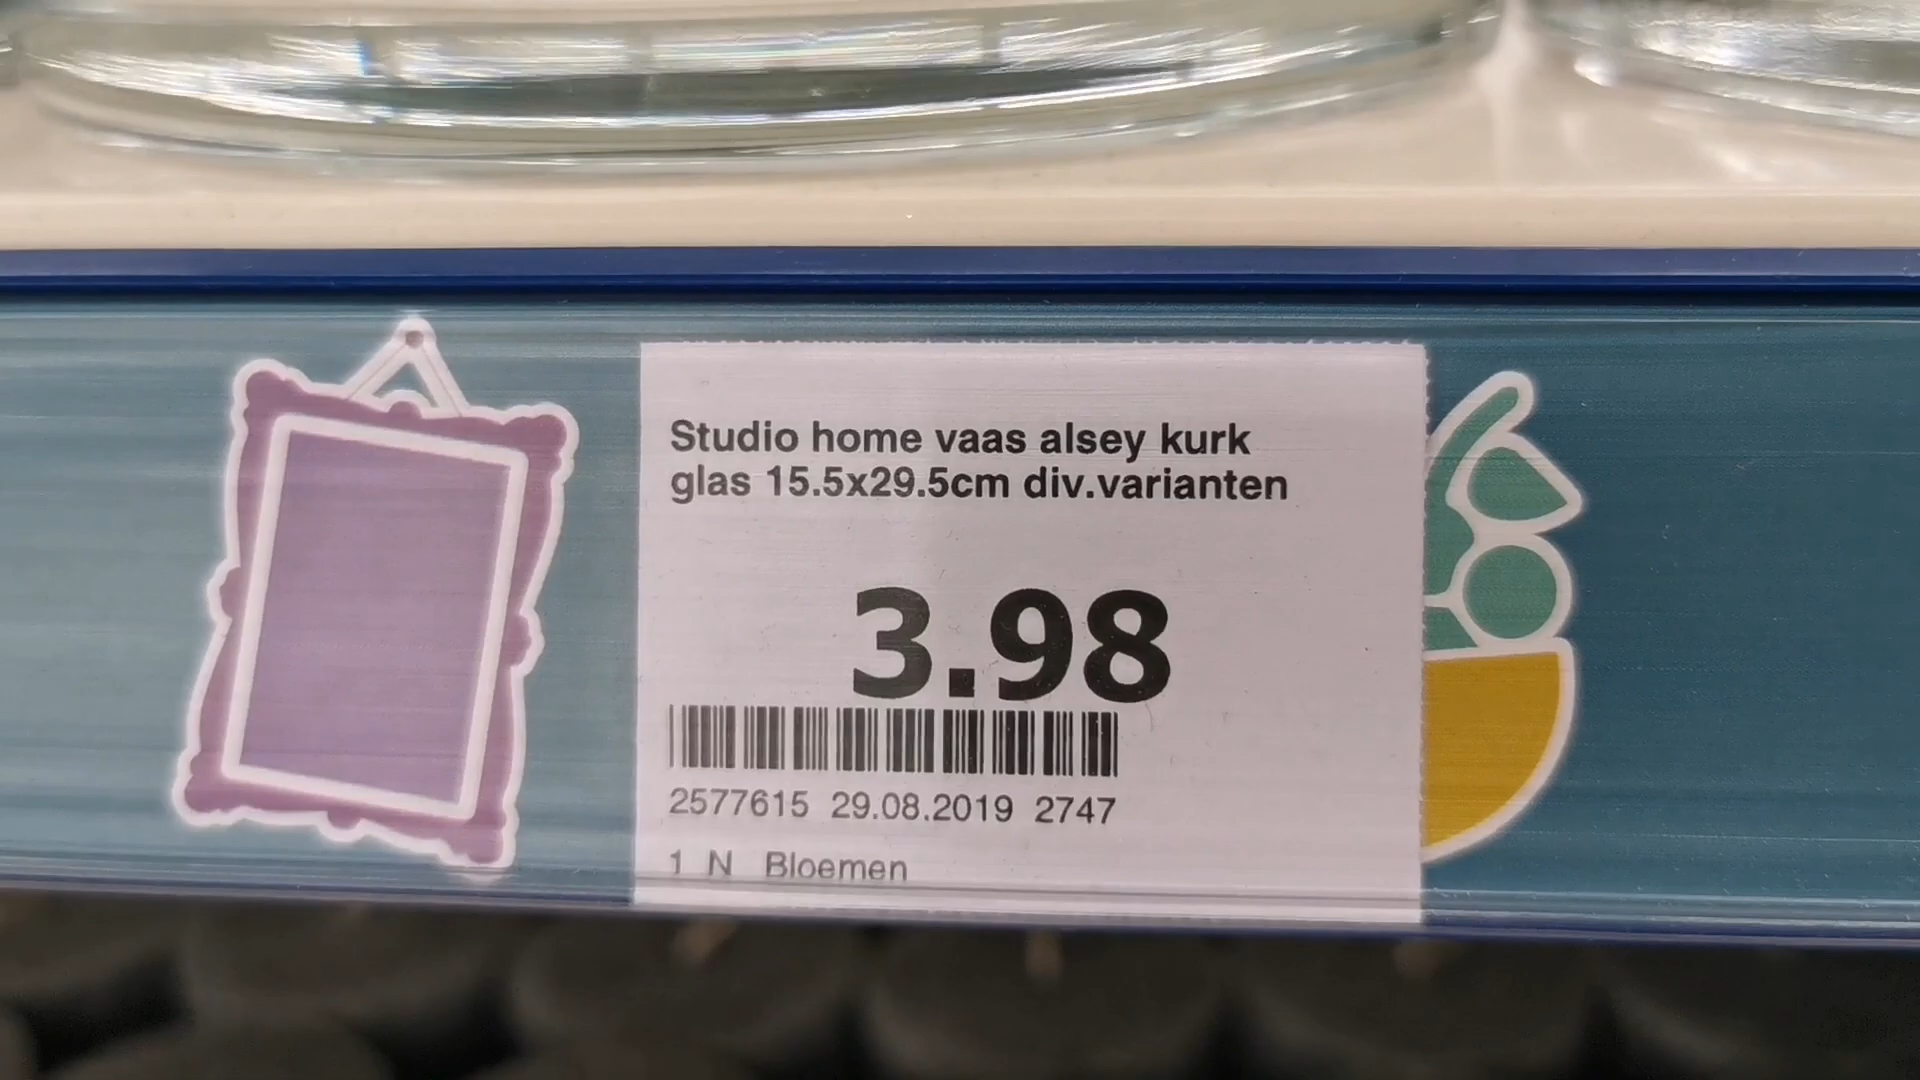 Studio home vaas alsey kurk
glas 15.5x29.5cm div.varianten
3.98
2577615 29.08.2019 2747
1 N Bloemen